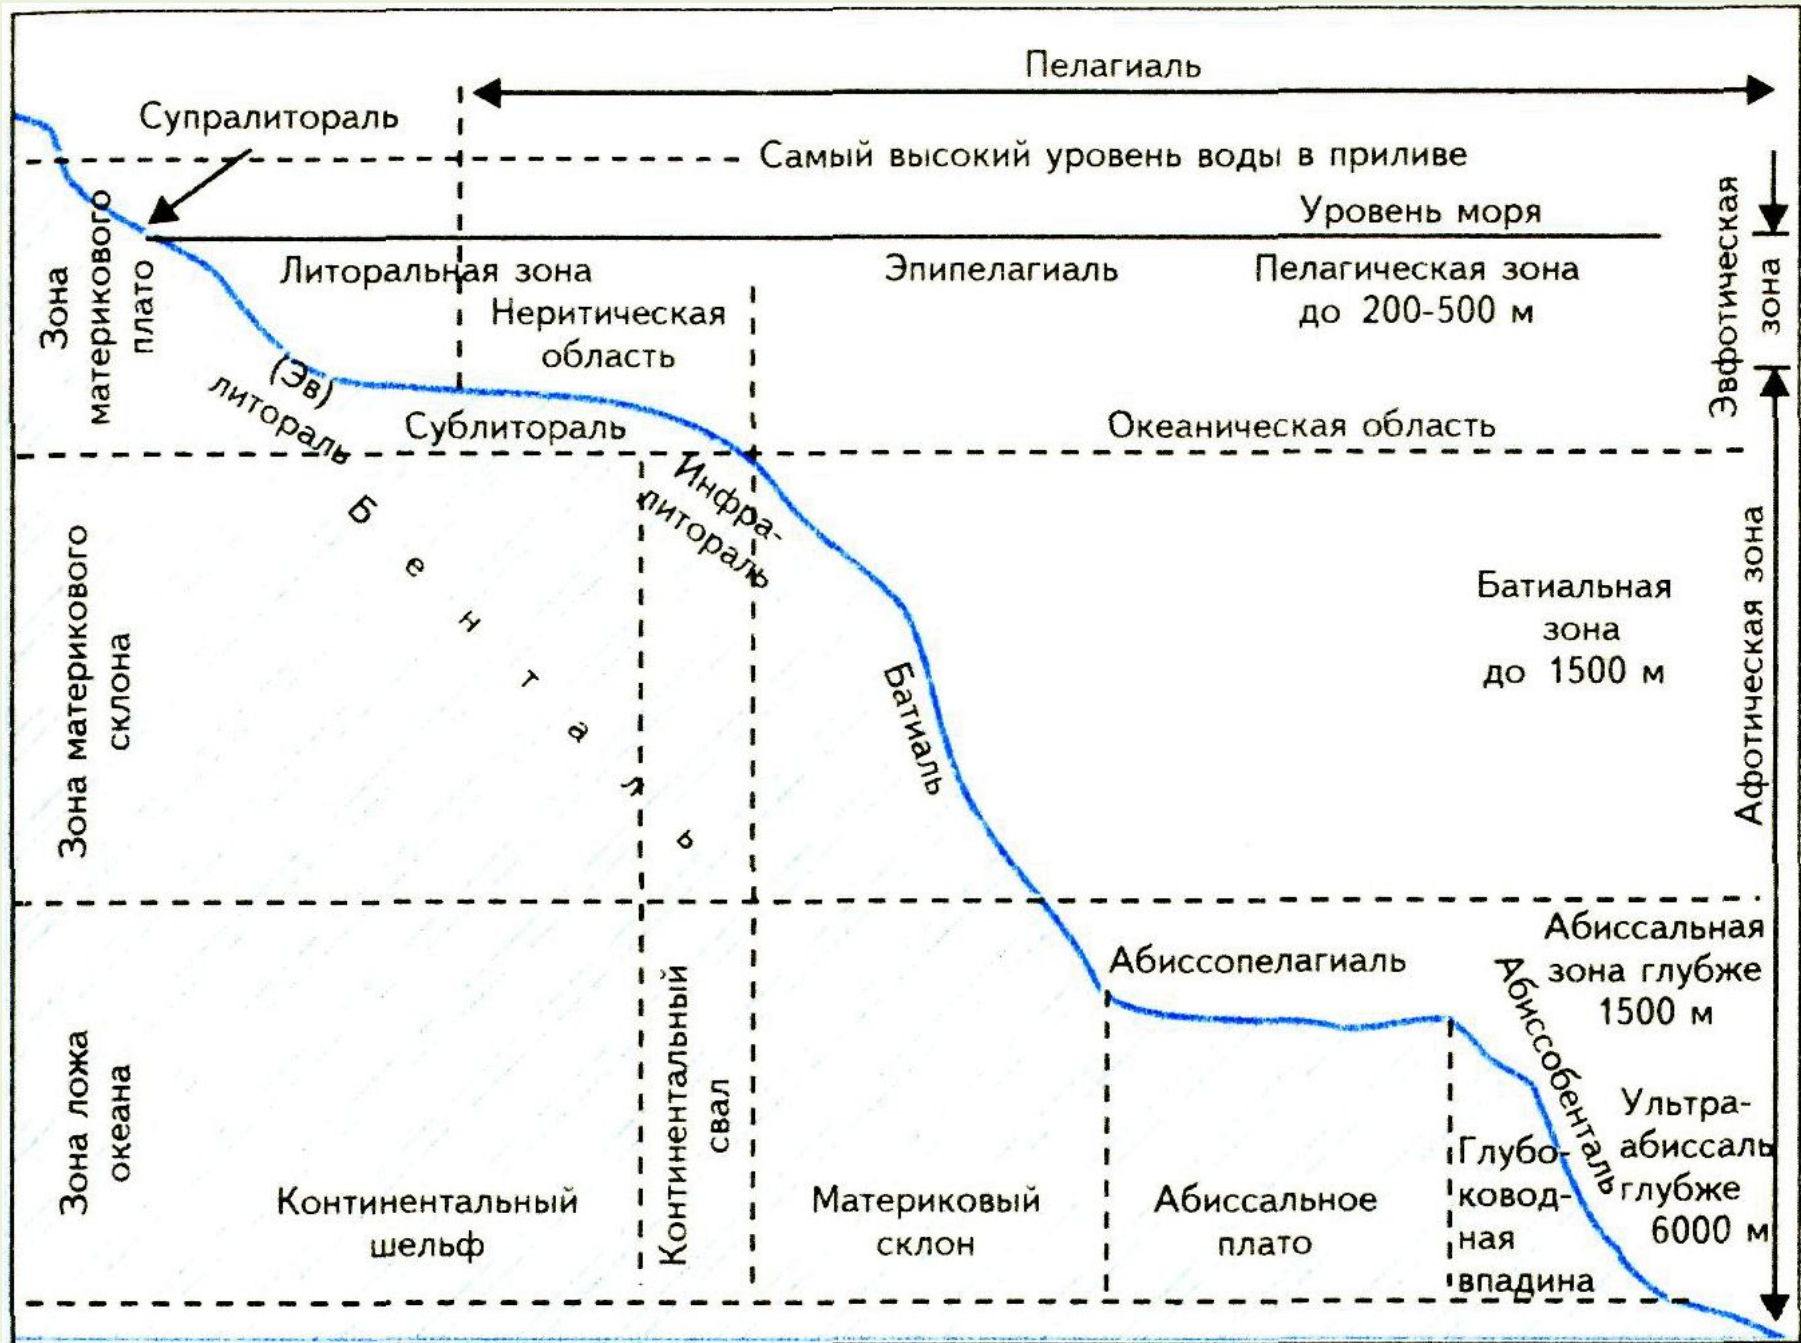 Пелагиаль
Супралитораль
Самый высокий уровень воды в приливе
Уровень моря
Зона
материкового
плато
Литоральная зона
Эпипелагиаль
Пелагическая зона
до 200-500 м
Эвфотическая
зона
Неритическая
область
(Эв)
литораль
Сублитораль
Океаническая область
Инфра-
литораль
Бенталь
Зона материкового
склона
Батиаль
Батиальная
зона
до 1500 м
Афотическая зона
Абиссопелагиаль
Абиссальная
зона глубже
1500 м
Абиссобенталь
Ультра-
абиссаль
глубже
6000 м
Зона ложа
океана
Континентальный
шельф
Континентальный
свал
Материковый
склон
Абиссальное
плато
Глубо-
ковод-
ная
впадина